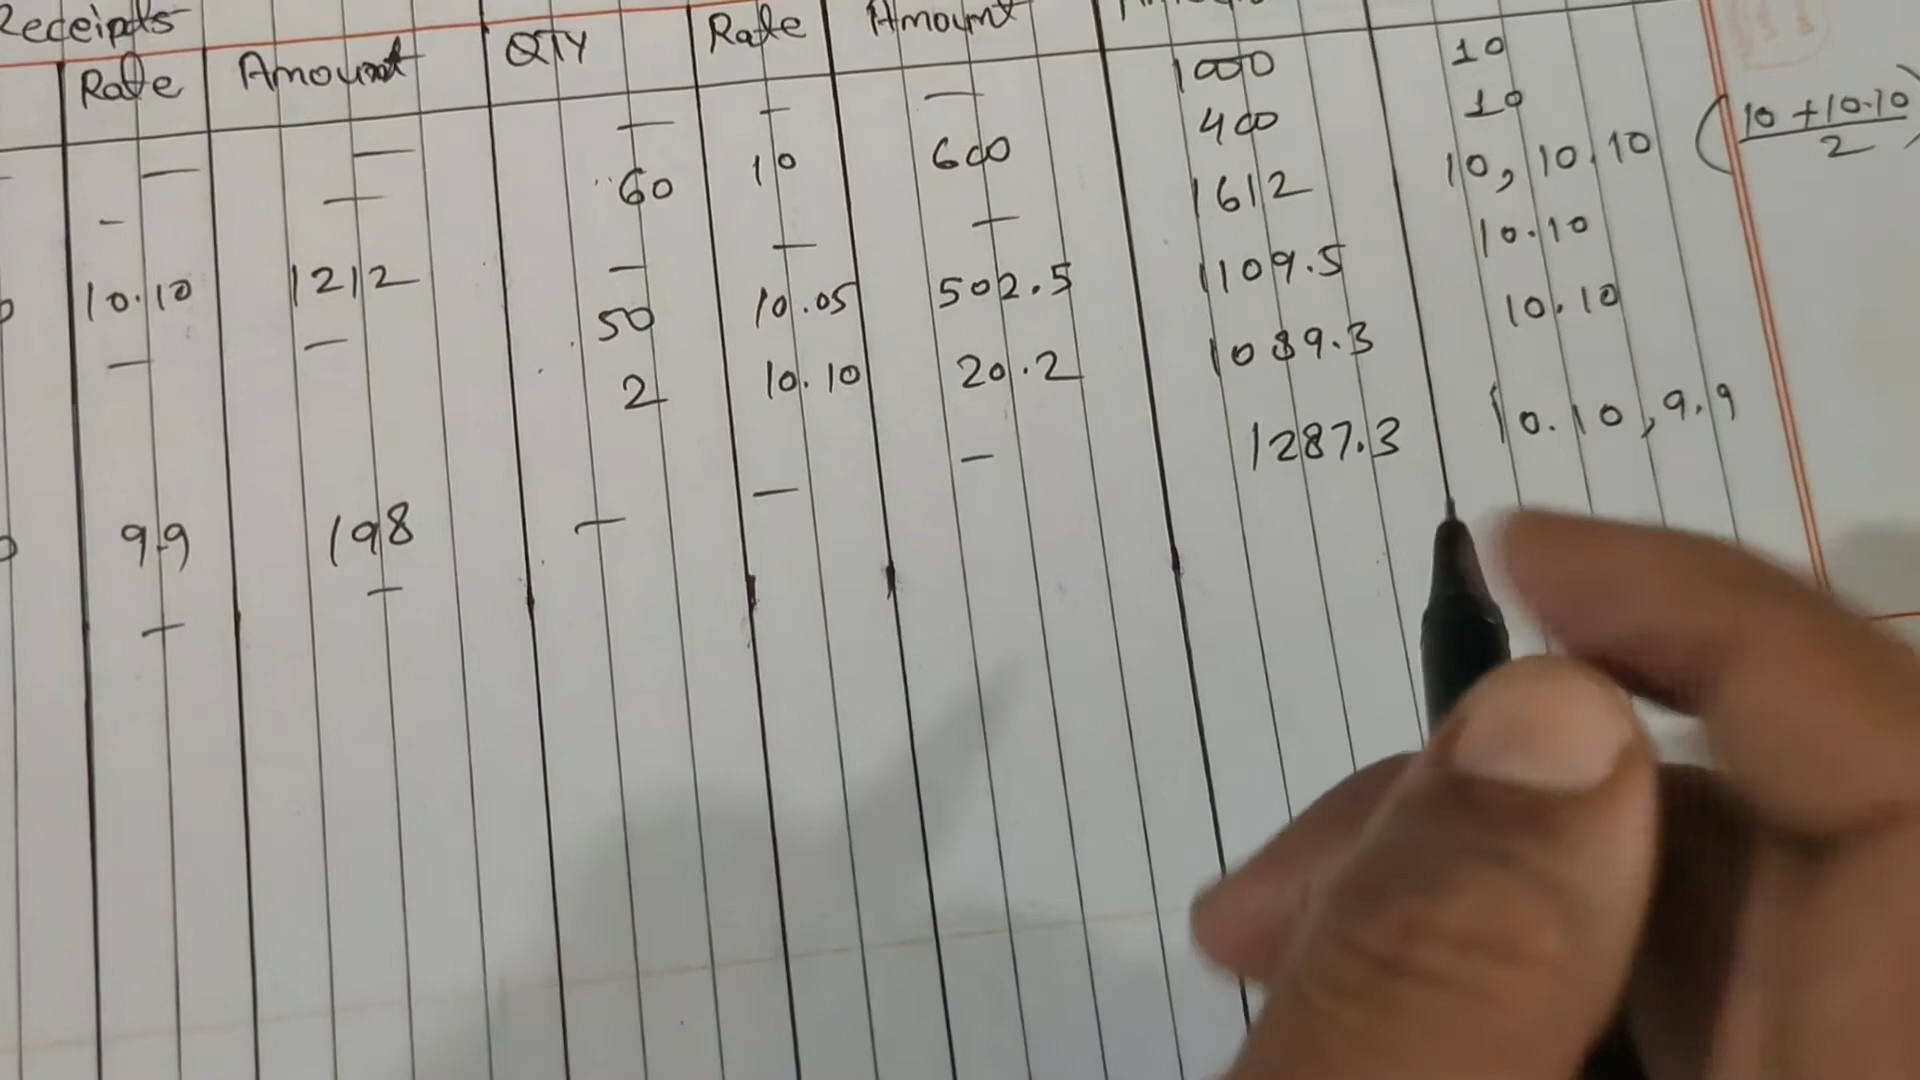 Receipts
Rate Amount QTY Rate Amount
— — — — — 1000 10
- — 60 10 600 400 10
10.10 1212 — — — 1612 10, 10.10 (10 + 10.10 / 2)
— — 50 10.05 502.5 1109.5 10.10
2 10.10 20.2 1089.3 10.10
9.9 198 — — — 1287.3 10.10, 9.9
— —